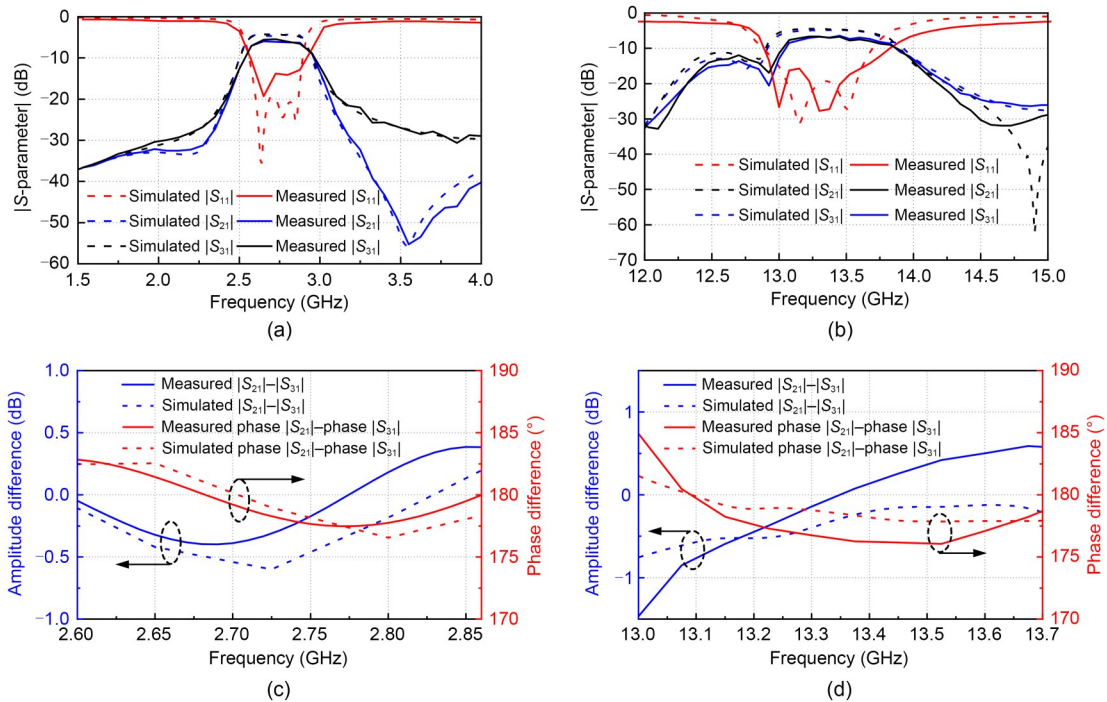 0
−10
−20
−30
−40
−50
−60
|S-parameter| (dB)
Simulated |S₁₁| Measured |S₁₁|
Simulated |S₂₁| Measured |S₂₁|
Simulated |S₃₁| Measured |S₃₁|
1.5 2.0 2.5 3.0 3.5 4.0
Frequency (GHz)
(a)
0
−10
−20
−30
−40
−50
−60
−70
|S-parameter| (dB)
Simulated |S₁₁| Measured |S₁₁|
Simulated |S₂₁| Measured |S₂₁|
Simulated |S₃₁| Measured |S₃₁|
12.0 12.5 13.0 13.5 14.0 14.5 15.0
Frequency (GHz)
(b)
1.0
0.5
0.0
−0.5
−1.0
Amplitude difference (dB)
Measured |S₂₁|–|S₃₁|
Simulated |S₂₁|–|S₃₁|
Measured phase |S₂₁|–phase |S₃₁|
Simulated phase |S₂₁|–phase |S₃₁|
190
185
180
175
170
Phase difference (°)
2.60 2.65 2.70 2.75 2.80 2.85
Frequency (GHz)
(c)
1
0
−1
Amplitude difference (dB)
Measured |S₂₁|–|S₃₁|
Simulated |S₂₁|–|S₃₁|
Measured phase |S₂₁|–phase |S₃₁|
Simulated phase |S₂₁|–phase |S₃₁|
190
185
180
175
170
Phase difference (°)
13.0 13.1 13.2 13.3 13.4 13.5 13.6 13.7
Frequency (GHz)
(d)